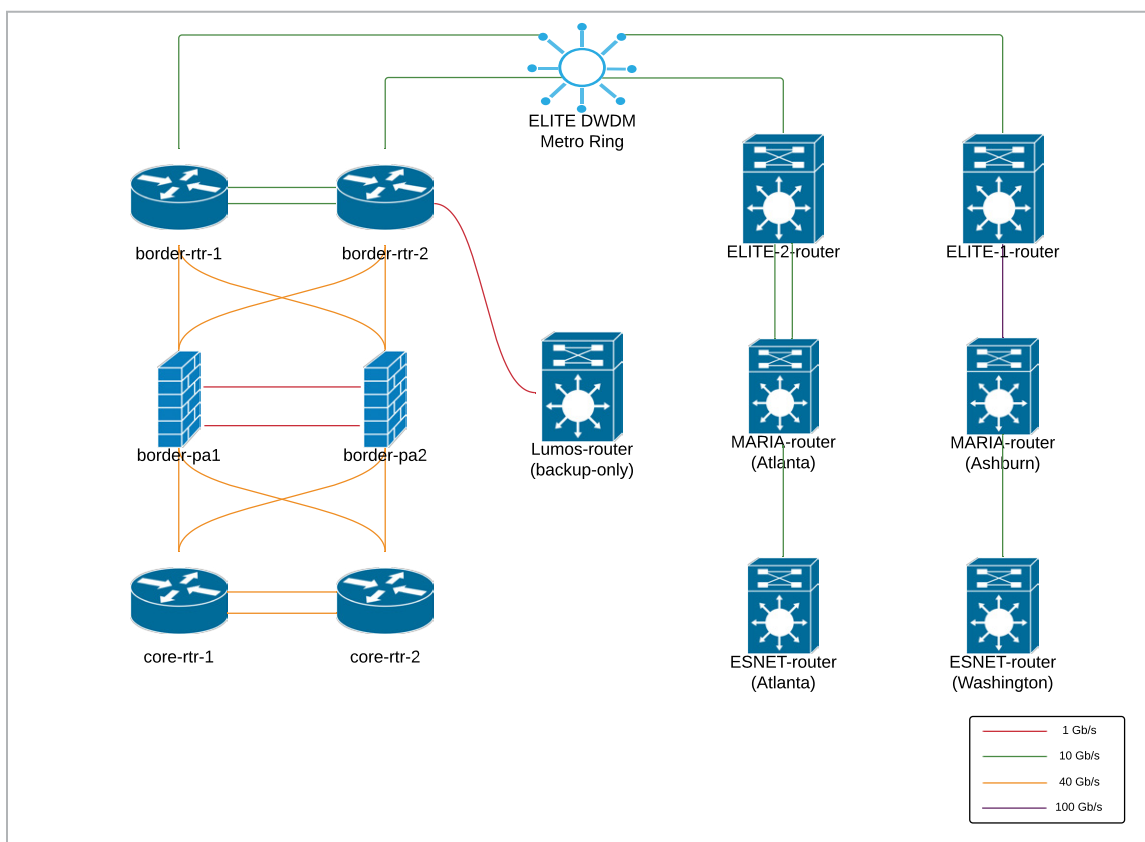 ELITE DWDM
Metro Ring
border-rtr-1
border-rtr-2
ELITE-2-router
ELITE-1-router
border-pa1
border-pa2
Lumos-router
(backup-only)
MARIA-router
(Atlanta)
MARIA-router
(Ashburn)
core-rtr-1
core-rtr-2
ESNET-router
(Atlanta)
ESNET-router
(Washington)
1 Gb/s
10 Gb/s
40 Gb/s
100 Gb/s